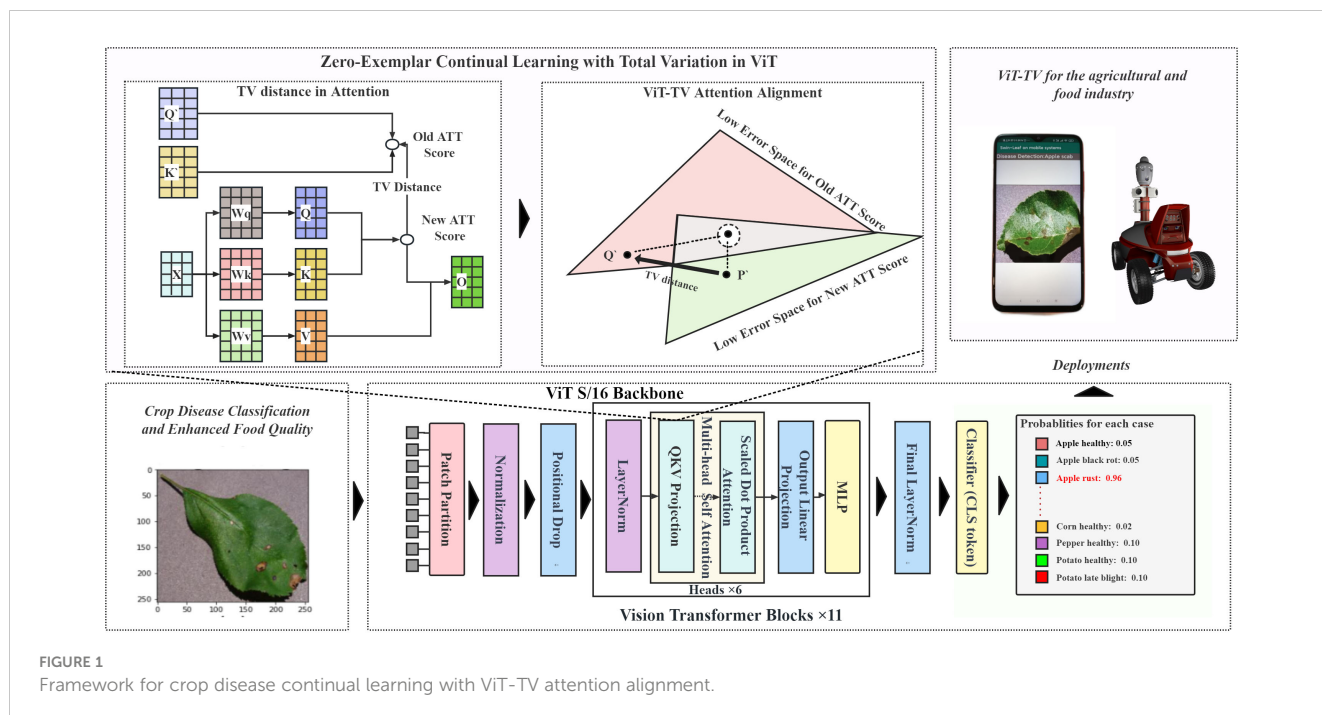 Zero-Exemplar Continual Learning with Total Variation in ViT
TV distance in Attention
Q`
K`
Old ATT
Score
TV Distance
New ATT
Score
X
Wq
Wk
Wv
Q
K
V
O
ViT-TV Attention Alignment
Low Error Space for Old ATT Score
Q`
TV distance
P`
Low Error Space for New ATT Score
ViT-TV for the agricultural and
food industry
Disease Detection:Apple scab
Deployments
Crop Disease Classification
and Enhanced Food Quality
0
50
100
150
200
250
0 50 100 150 200 250
ViT S/16 Backbone
Patch Partition
Normalization
Positional Drop
LayerNorm
QKV Projection
Multi-head Self Attention
Scaled Dot Product
Attention
Heads ×6
Output Linear
Projection
MLP
Vision Transformer Blocks ×11
Final LayerNorm
Classifier (CLS token)
Probablities for each case
Apple healthy: 0.05
Apple black rot: 0.05
Apple rust: 0.96
Corn healthy: 0.02
Pepper healthy: 0.10
Potato healthy: 0.10
Potato late blight: 0.10
FIGURE 1
Framework for crop disease continual learning with ViT-TV attention alignment.